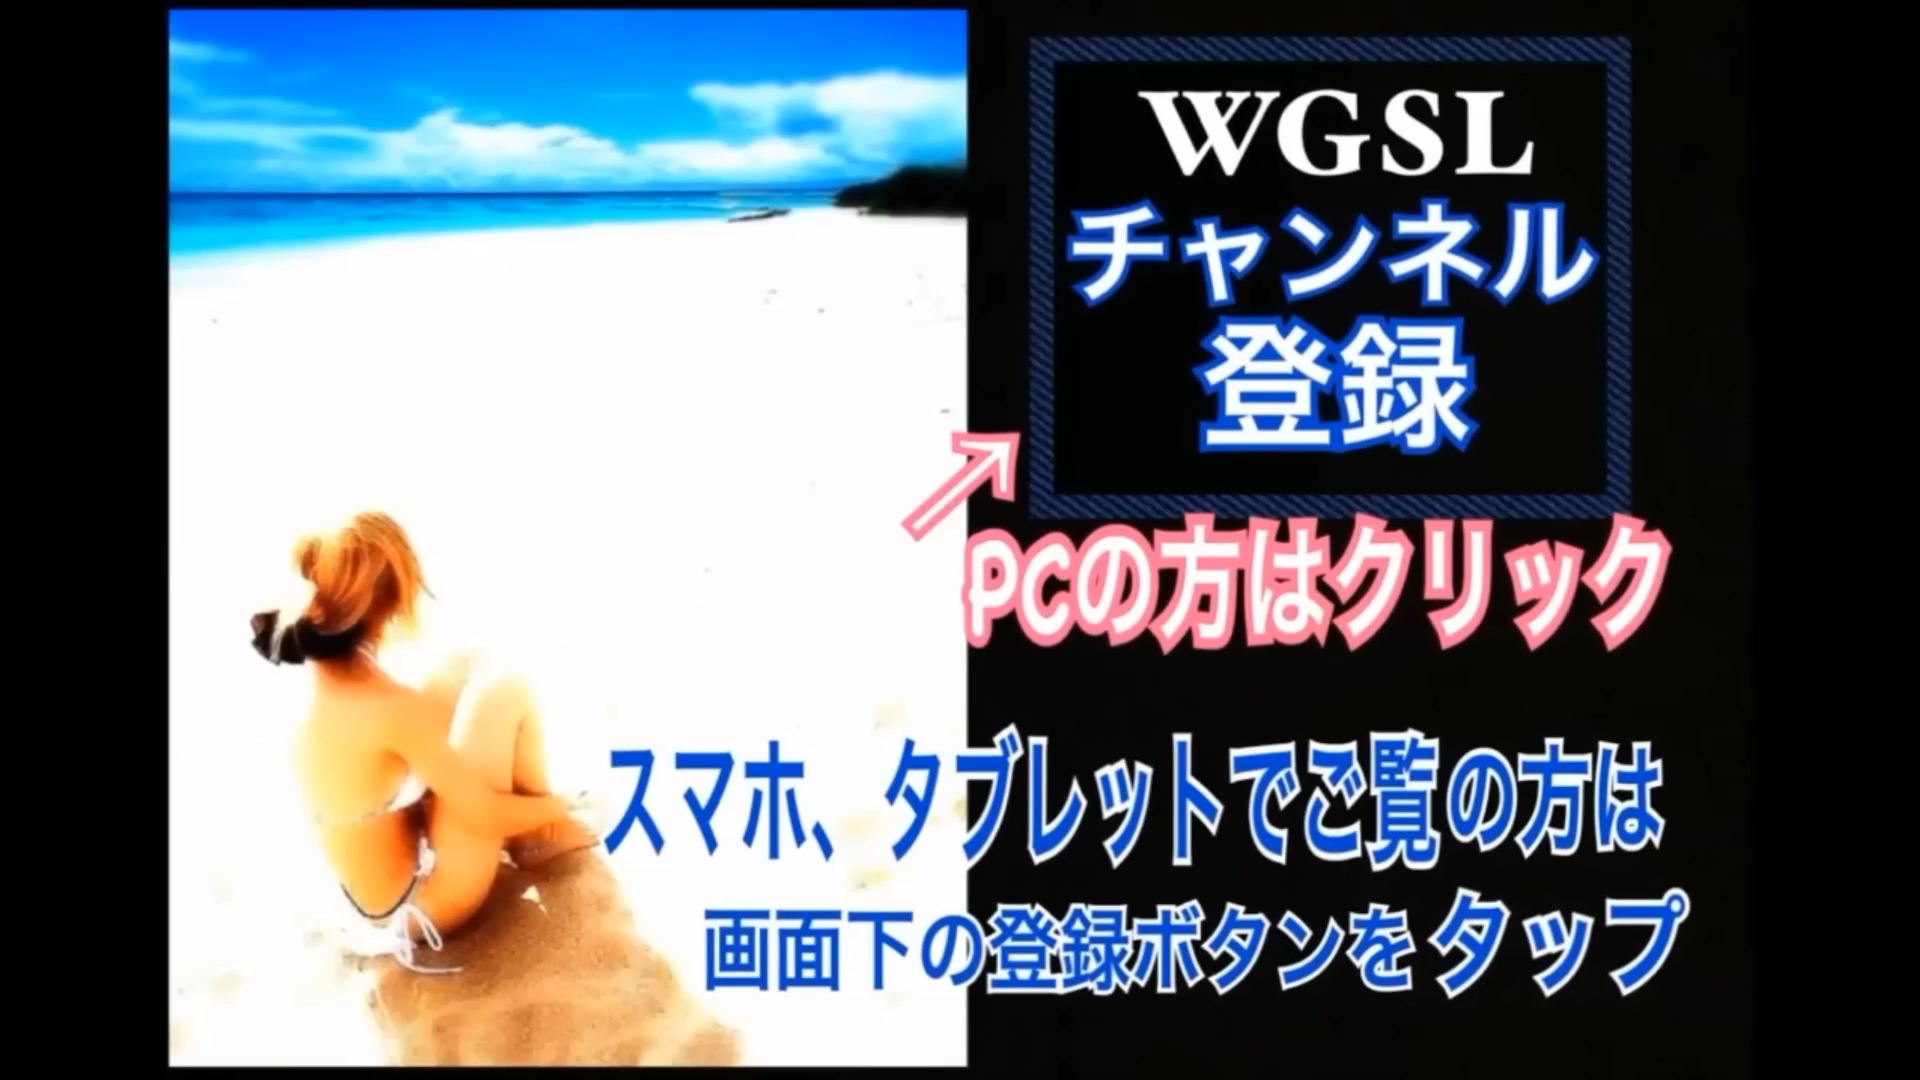 WGSL
チャンネル
登録
PCの方はクリック
スマホ、タブレットでご覧の方は
画面下の登録ボタンをタップ